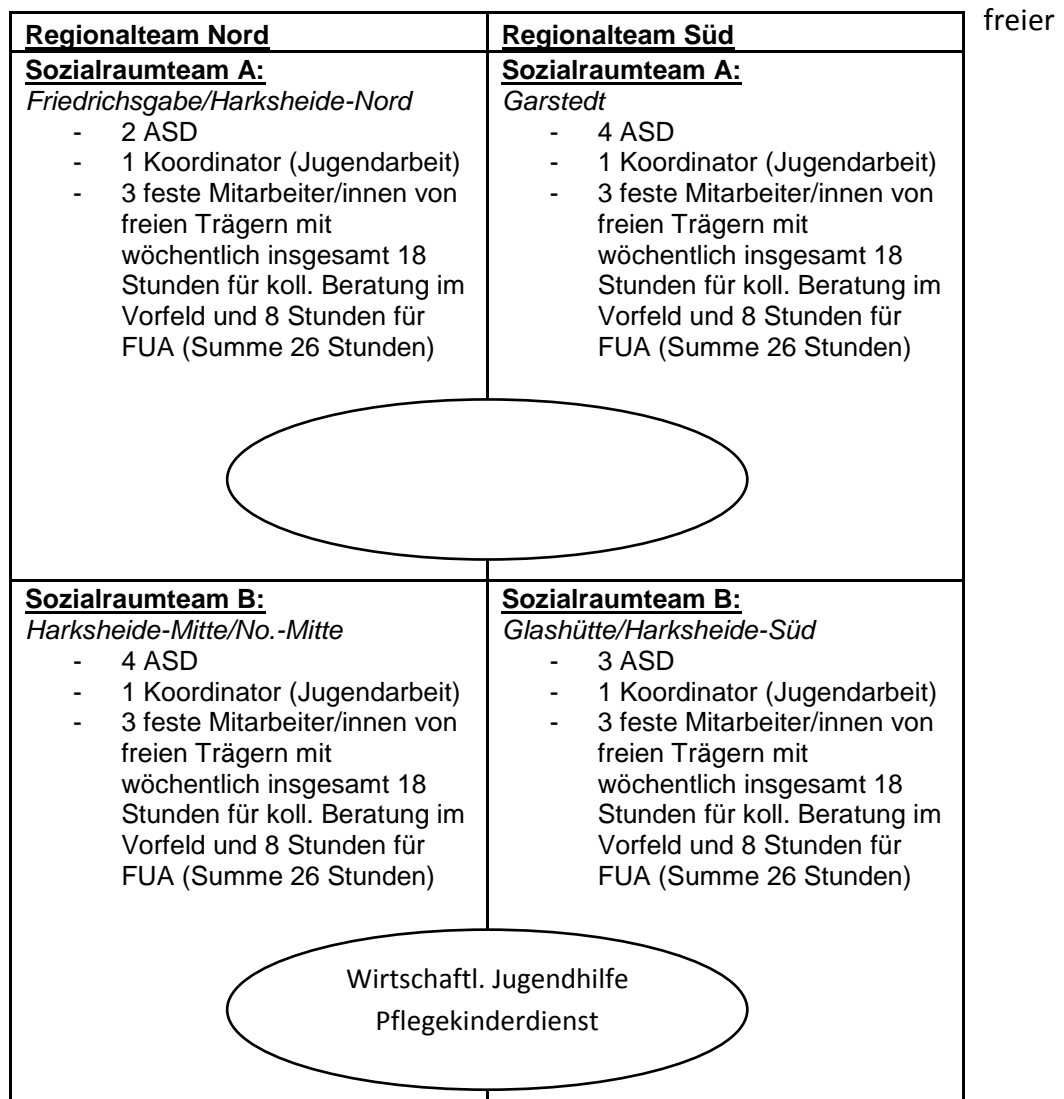 freier
Regionalteam Nord
Regionalteam Süd
Sozialraumteam A:
Friedrichsgabe/Harksheide-Nord
- 2 ASD
- 1 Koordinator (Jugendarbeit)
- 3 feste Mitarbeiter/innen von
freien Trägern mit
wöchentlich insgesamt 18
Stunden für koll. Beratung im
Vorfeld und 8 Stunden für
FUA (Summe 26 Stunden)
Sozialraumteam A:
Garstedt
- 4 ASD
- 1 Koordinator (Jugendarbeit)
- 3 feste Mitarbeiter/innen von
freien Trägern mit
wöchentlich insgesamt 18
Stunden für koll. Beratung im
Vorfeld und 8 Stunden für
FUA (Summe 26 Stunden)
Sozialraumteam B:
Harksheide-Mitte/No.-Mitte
- 4 ASD
- 1 Koordinator (Jugendarbeit)
- 3 feste Mitarbeiter/innen von
freien Trägern mit
wöchentlich insgesamt 18
Stunden für koll. Beratung im
Vorfeld und 8 Stunden für
FUA (Summe 26 Stunden)
Sozialraumteam B:
Glashütte/Harksheide-Süd
- 3 ASD
- 1 Koordinator (Jugendarbeit)
- 3 feste Mitarbeiter/innen von
freien Trägern mit
wöchentlich insgesamt 18
Stunden für koll. Beratung im
Vorfeld und 8 Stunden für
FUA (Summe 26 Stunden)
Wirtschaftl. Jugendhilfe
Pflegekinderdienst